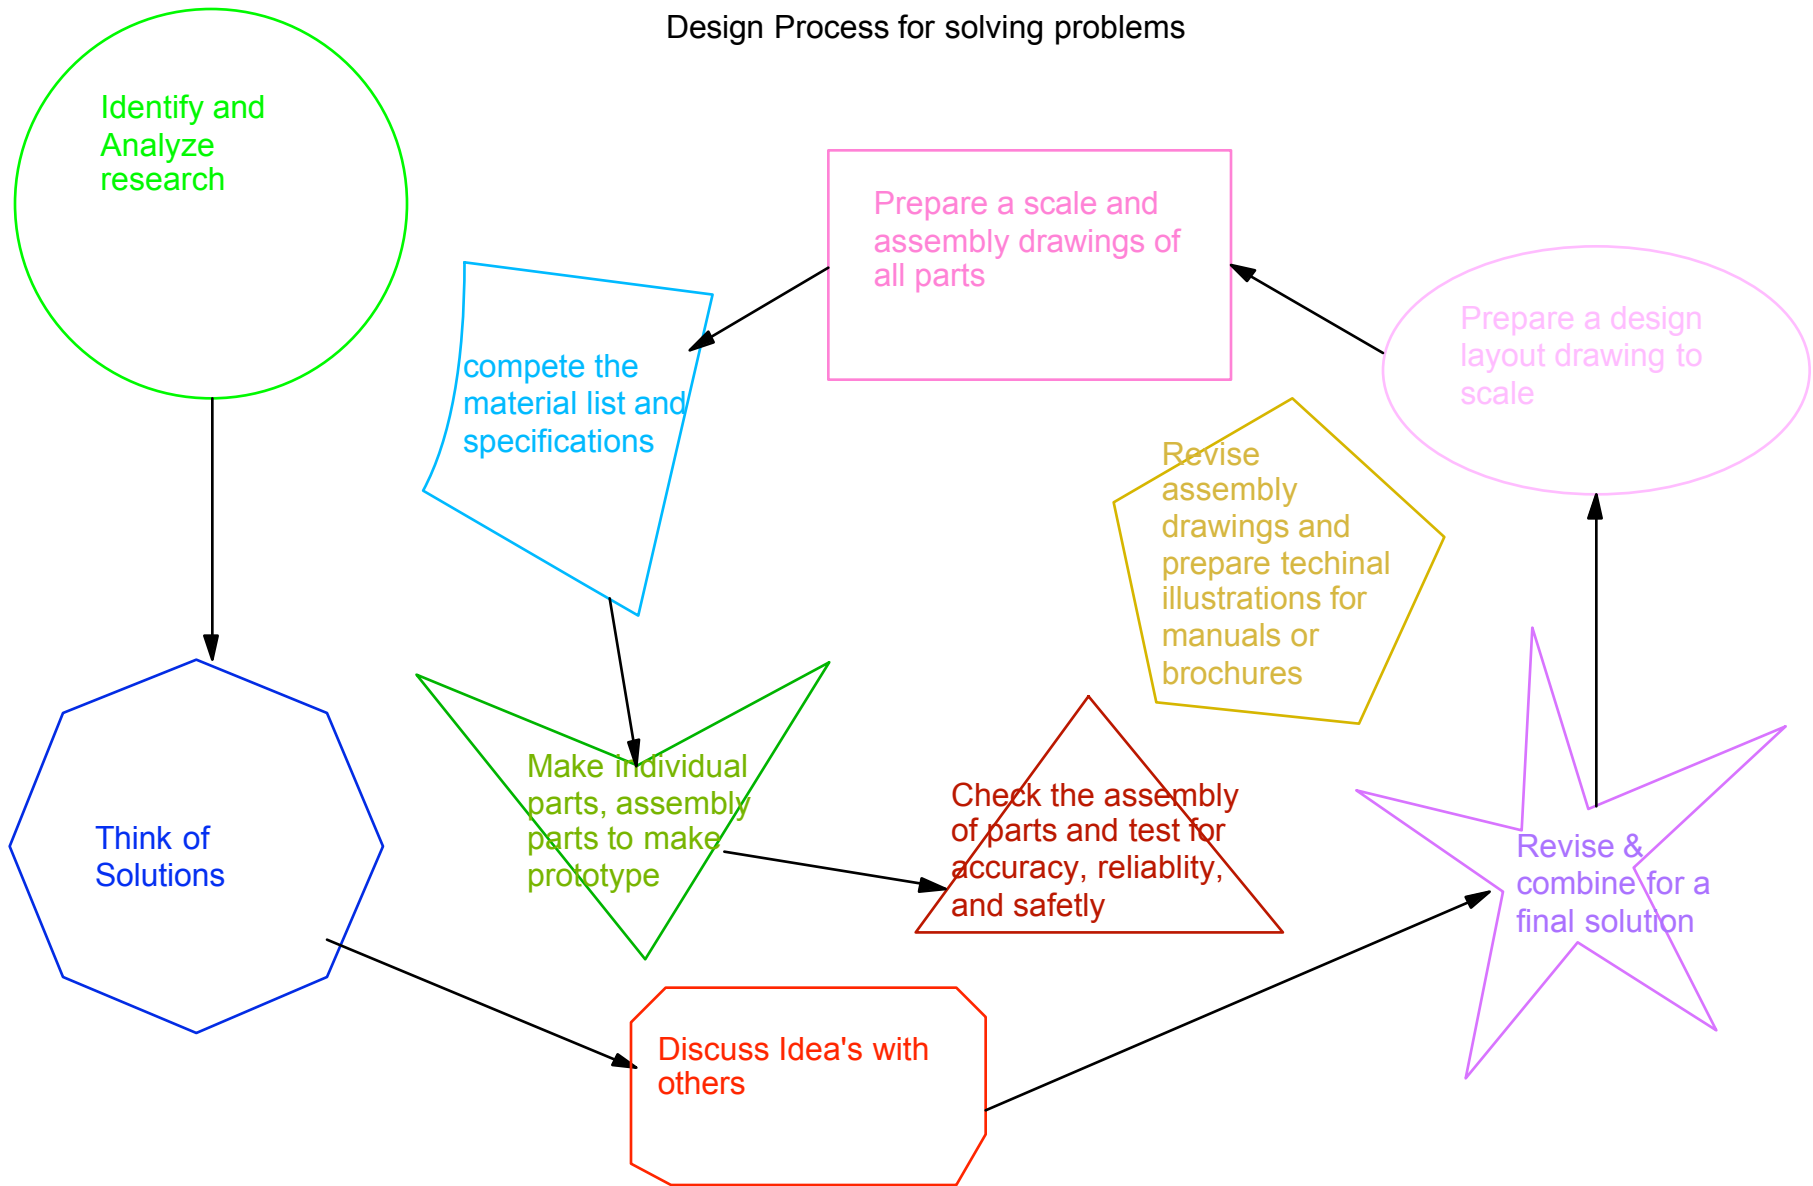 Design Process for solving problems
Identify and
Analyze
research
Think of
Solutions
Discuss Idea's with
others
Revise &
combine for a
final solution
Prepare a design
layout drawing to
scale
Prepare a scale and
assembly drawings of
all parts
compete the
material list and
specifications
Make individual
parts, assembly
parts to make
prototype
Check the assembly
of parts and test for
accuracy, reliablity,
and safetly
Revise
assembly
drawings and
prepare techinal
illustrations for
manuals or
brochures